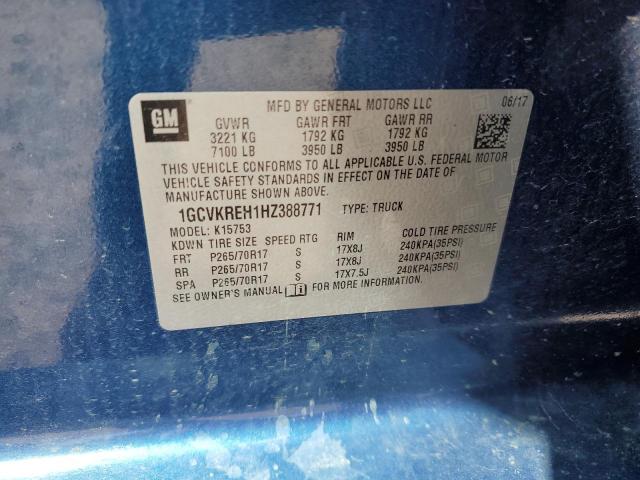 GM
MFD BY GENERAL MOTORS LLC 06/17
GVWR GAWR FRT GAWR RR
3221 KG 1792 KG 1792 KG
7100 LB 3950 LB 3950 LB
THIS VEHICLE CONFORMS TO ALL APPLICABLE U.S. FEDERAL MOTOR
VEHICLE SAFETY STANDARDS IN EFFECT ON THE DATE OF
MANUFACTURE SHOWN ABOVE.
1GCVKREH1HZ388771 TYPE: TRUCK
MODEL: K15753
KDWN TIRE SIZE SPEED RTG RIM COLD TIRE PRESSURE
FRT P265/70R17 S 17X8J 240KPA(35PSI)
RR P265/70R17 S 17X8J 240KPA(35PSI)
SPA P265/70R17 S 17X7.5J 240KPA(35PSI)
SEE OWNER'S MANUAL FOR MORE INFORMATION.